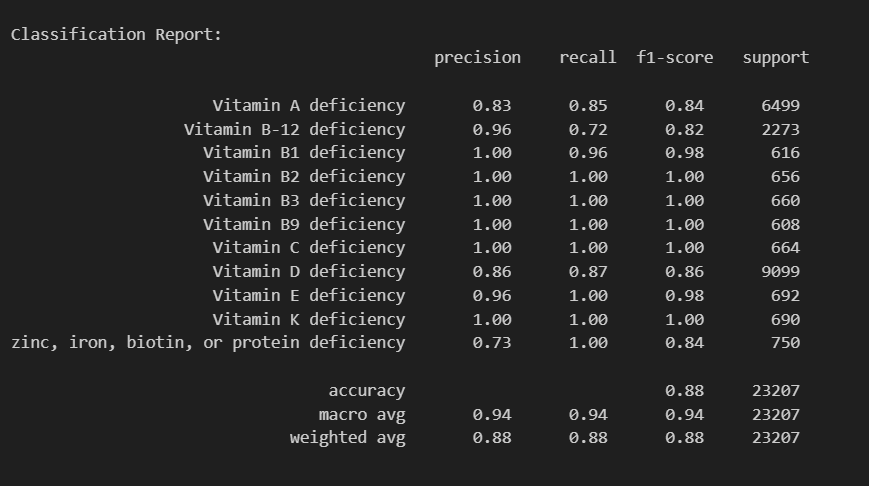 Classification Report:
precision recall f1-score support
Vitamin A deficiency 0.83 0.85 0.84 6499
Vitamin B-12 deficiency 0.96 0.72 0.82 2273
Vitamin B1 deficiency 1.00 0.96 0.98 616
Vitamin B2 deficiency 1.00 1.00 1.00 656
Vitamin B3 deficiency 1.00 1.00 1.00 660
Vitamin B9 deficiency 1.00 1.00 1.00 608
Vitamin C deficiency 1.00 1.00 1.00 664
Vitamin D deficiency 0.86 0.87 0.86 9099
Vitamin E deficiency 0.96 1.00 0.98 692
Vitamin K deficiency 1.00 1.00 1.00 690
zinc, iron, biotin, or protein deficiency 0.73 1.00 0.84 750
accuracy 0.88 23207
macro avg 0.94 0.94 0.94 23207
weighted avg 0.88 0.88 0.88 23207